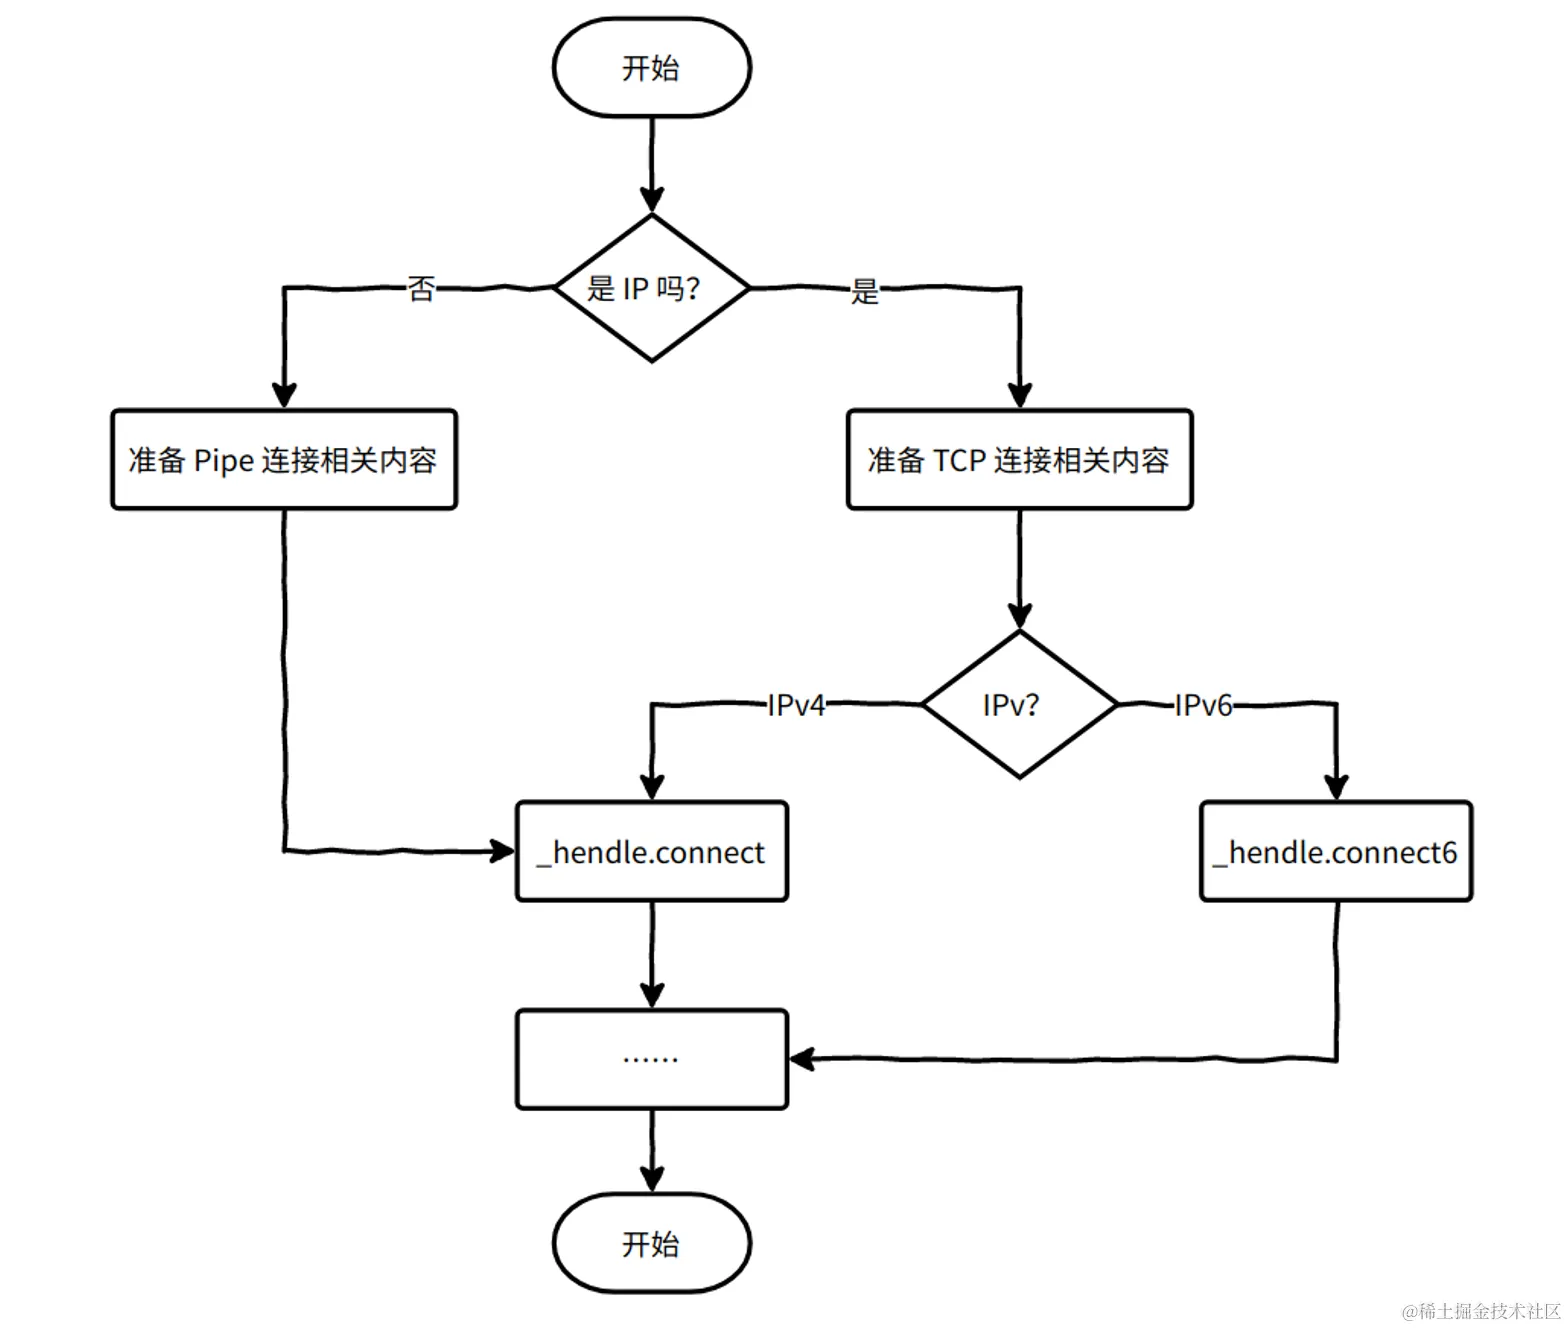 开始
是 IP 吗?
否
是
准备 Pipe 连接相关内容
准备 TCP 连接相关内容
IPv?
IPv4
IPv6
_hendle.connect
_hendle.connect6
······
开始
@稀土掘金技术社区